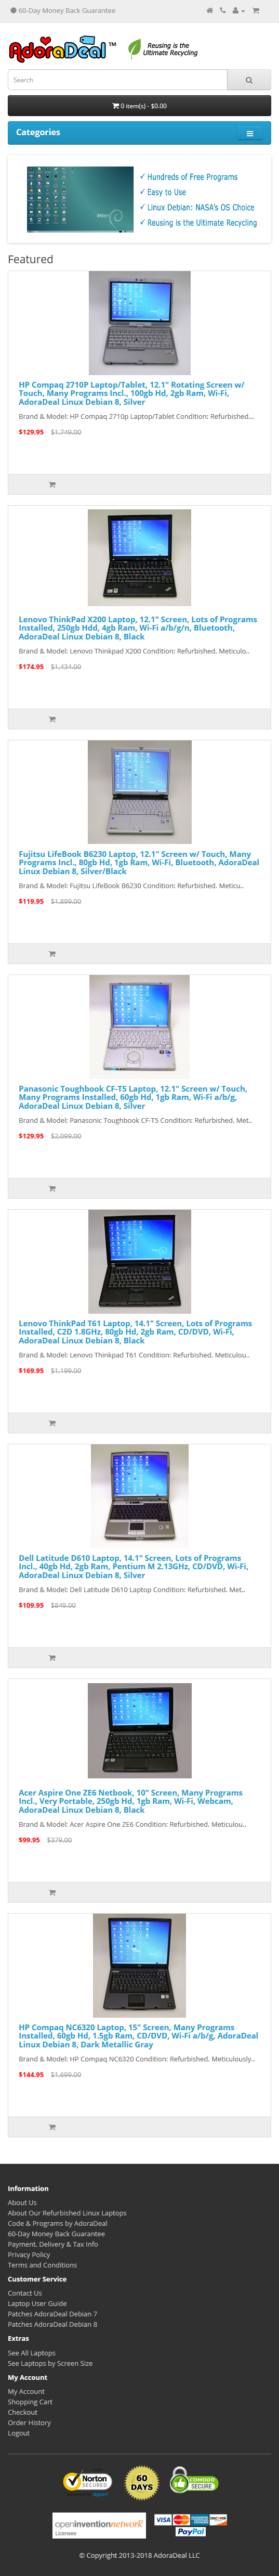 60-Day Money Back Guarantee
AdoraDeal™
Reusing is the
Ultimate Recycling
Search
0 item(s) - $0.00
Categories
✓ Hundreds of Free Programs
✓ Easy to Use
✓ Linux Debian: NASA's OS Choice
✓ Reusing is the Ultimate Recycling
Featured
HP Compaq 2710P Laptop/Tablet, 12.1" Rotating Screen w/
Touch, Many Programs Incl., 100gb Hd, 2gb Ram, Wi-Fi,
AdoraDeal Linux Debian 8, Silver
Brand & Model: HP Compaq 2710p Laptop/Tablet Condition: Refurbished...
$129.95 $1,749.00
Lenovo ThinkPad X200 Laptop, 12.1" Screen, Lots of Programs
Installed, 250gb Hdd, 4gb Ram, Wi-Fi a/b/g/n, Bluetooth,
AdoraDeal Linux Debian 8, Black
Brand & Model: Lenovo Thinkpad X200 Condition: Refurbished. Meticulo..
$174.95 $1,434.00
Fujitsu LifeBook B6230 Laptop, 12.1" Screen w/ Touch, Many
Programs Incl., 80gb Hd, 1gb Ram, Wi-Fi, Bluetooth, AdoraDeal
Linux Debian 8, Silver/Black
Brand & Model: Fujitsu LifeBook B6230 Condition: Refurbished. Meticu..
$119.95 $1,899.00
Panasonic Toughbook CF-T5 Laptop, 12.1" Screen w/ Touch,
Many Programs Installed, 60gb Hd, 1gb Ram, Wi-Fi a/b/g,
AdoraDeal Linux Debian 8, Silver
Brand & Model: Panasonic Toughbook CF-T5 Condition: Refurbished. Met..
$129.95 $2,099.00
Lenovo ThinkPad T61 Laptop, 14.1" Screen, Lots of Programs
Installed, C2D 1.8GHz, 80gb Hd, 2gb Ram, CD/DVD, Wi-Fi,
AdoraDeal Linux Debian 8, Black
Brand & Model: Lenovo Thinkpad T61 Condition: Refurbished. Meticulou..
$169.95 $1,199.00
Dell Latitude D610 Laptop, 14.1" Screen, Lots of Programs
Incl., 40gb Hd, 2gb Ram, Pentium M 2.13GHz, CD/DVD, Wi-Fi,
AdoraDeal Linux Debian 8, Silver
Brand & Model: Dell Latitude D610 Laptop Condition: Refurbished. Met..
$109.95 $849.00
Acer Aspire One ZE6 Netbook, 10" Screen, Many Programs
Incl., Very Portable, 250gb Hd, 1gb Ram, Wi-Fi, Webcam,
AdoraDeal Linux Debian 8, Black
Brand & Model: Acer Aspire One ZE6 Condition: Refurbished. Meticulou..
$99.95 $379.00
HP Compaq NC6320 Laptop, 15" Screen, Many Programs
Installed, 60gb Hd, 1.5gb Ram, CD/DVD, Wi-Fi a/b/g, AdoraDeal
Linux Debian 8, Dark Metallic Gray
Brand & Model: HP Compaq NC6320 Condition: Refurbished. Meticulously..
$144.95 $1,699.00
Information
About Us
About Our Refurbished Linux Laptops
Code & Programs by AdoraDeal
60-Day Money Back Guarantee
Payment, Delivery & Tax Info
Privacy Policy
Terms and Conditions
Customer Service
Contact Us
Laptop User Guide
Patches AdoraDeal Debian 7
Patches AdoraDeal Debian 8
Extras
See All Laptops
See Laptops by Screen Size
My Account
My Account
Shopping Cart
Checkout
Order History
Logout
Norton
SECURED
60
DAYS
COMODO
SECURE
openinventionnetwork
Licensee
VISA
DISCOVER
PayPal
© Copyright 2013-2018 AdoraDeal LLC